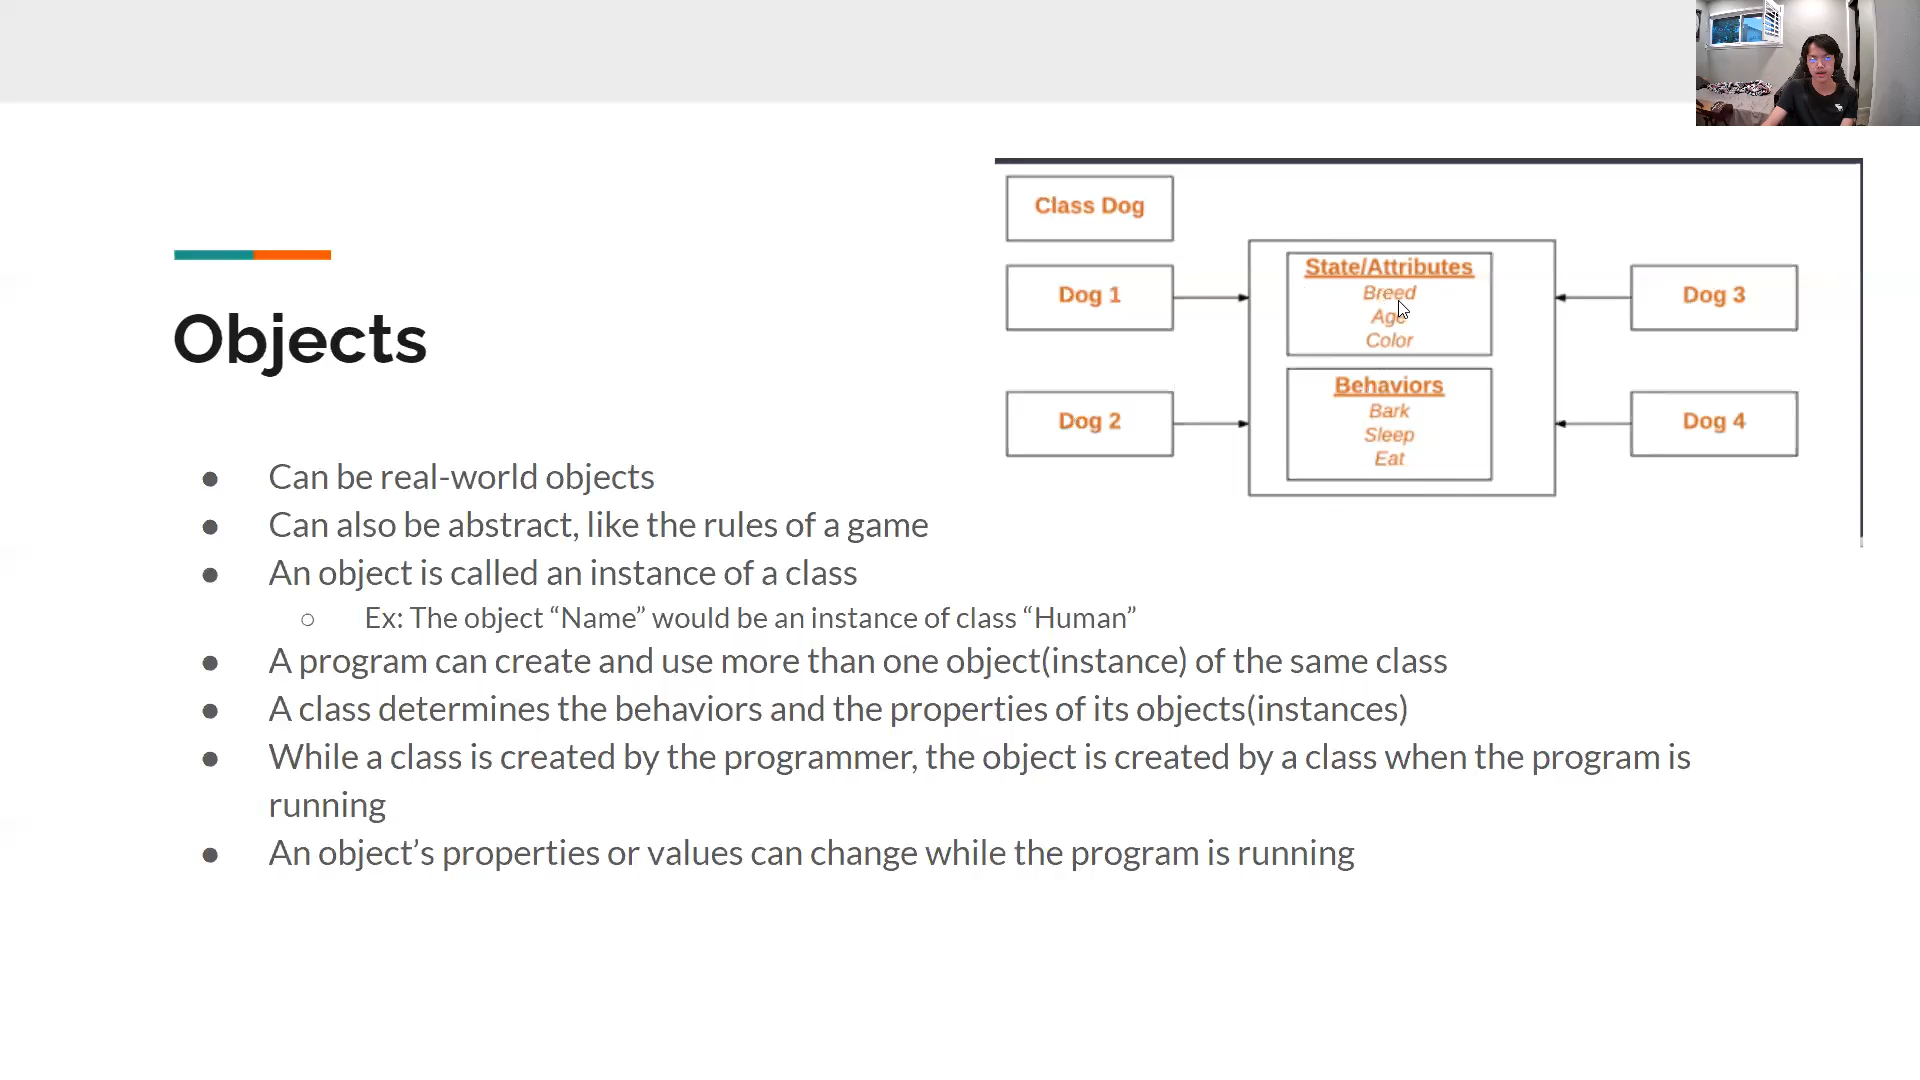 Objects
● Can be real-world objects
● Can also be abstract, like the rules of a game
● An object is called an instance of a class
○ Ex: The object “Name” would be an instance of class “Human”
● A program can create and use more than one object(instance) of the same class
● A class determines the behaviors and the properties of its objects(instances)
● While a class is created by the programmer, the object is created by a class when the program is
running
● An object’s properties or values can change while the program is running
Class Dog
Dog 1
Dog 2
State/Attributes
Breed
Age
Color
Behaviors
Bark
Sleep
Eat
Dog 3
Dog 4